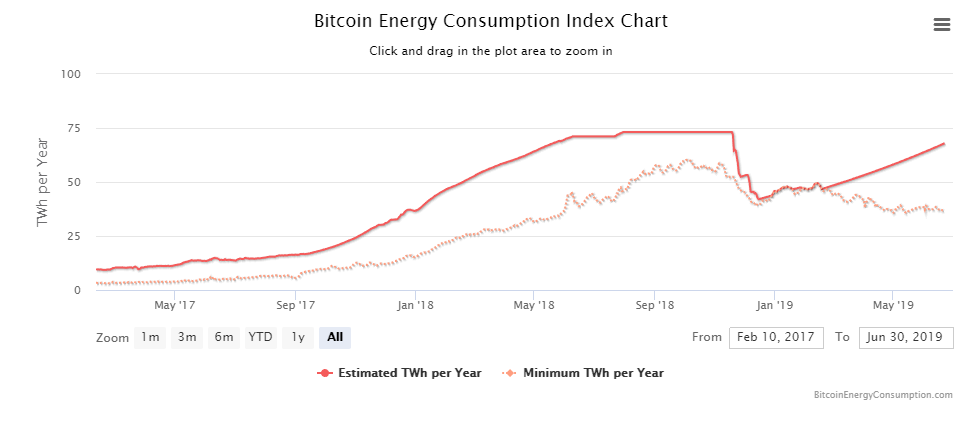 Bitcoin Energy Consumption Index Chart
Click and drag in the plot area to zoom in
TWh per Year
100
75
50
25
0
May '17 Sep '17 Jan '18 May '18 Sep '18 Jan '19 May '19
Zoom 1m 3m 6m YTD 1y All From Feb 10, 2017 To Jun 30, 2019
Estimated TWh per Year Minimum TWh per Year
BitcoinEnergyConsumption.com